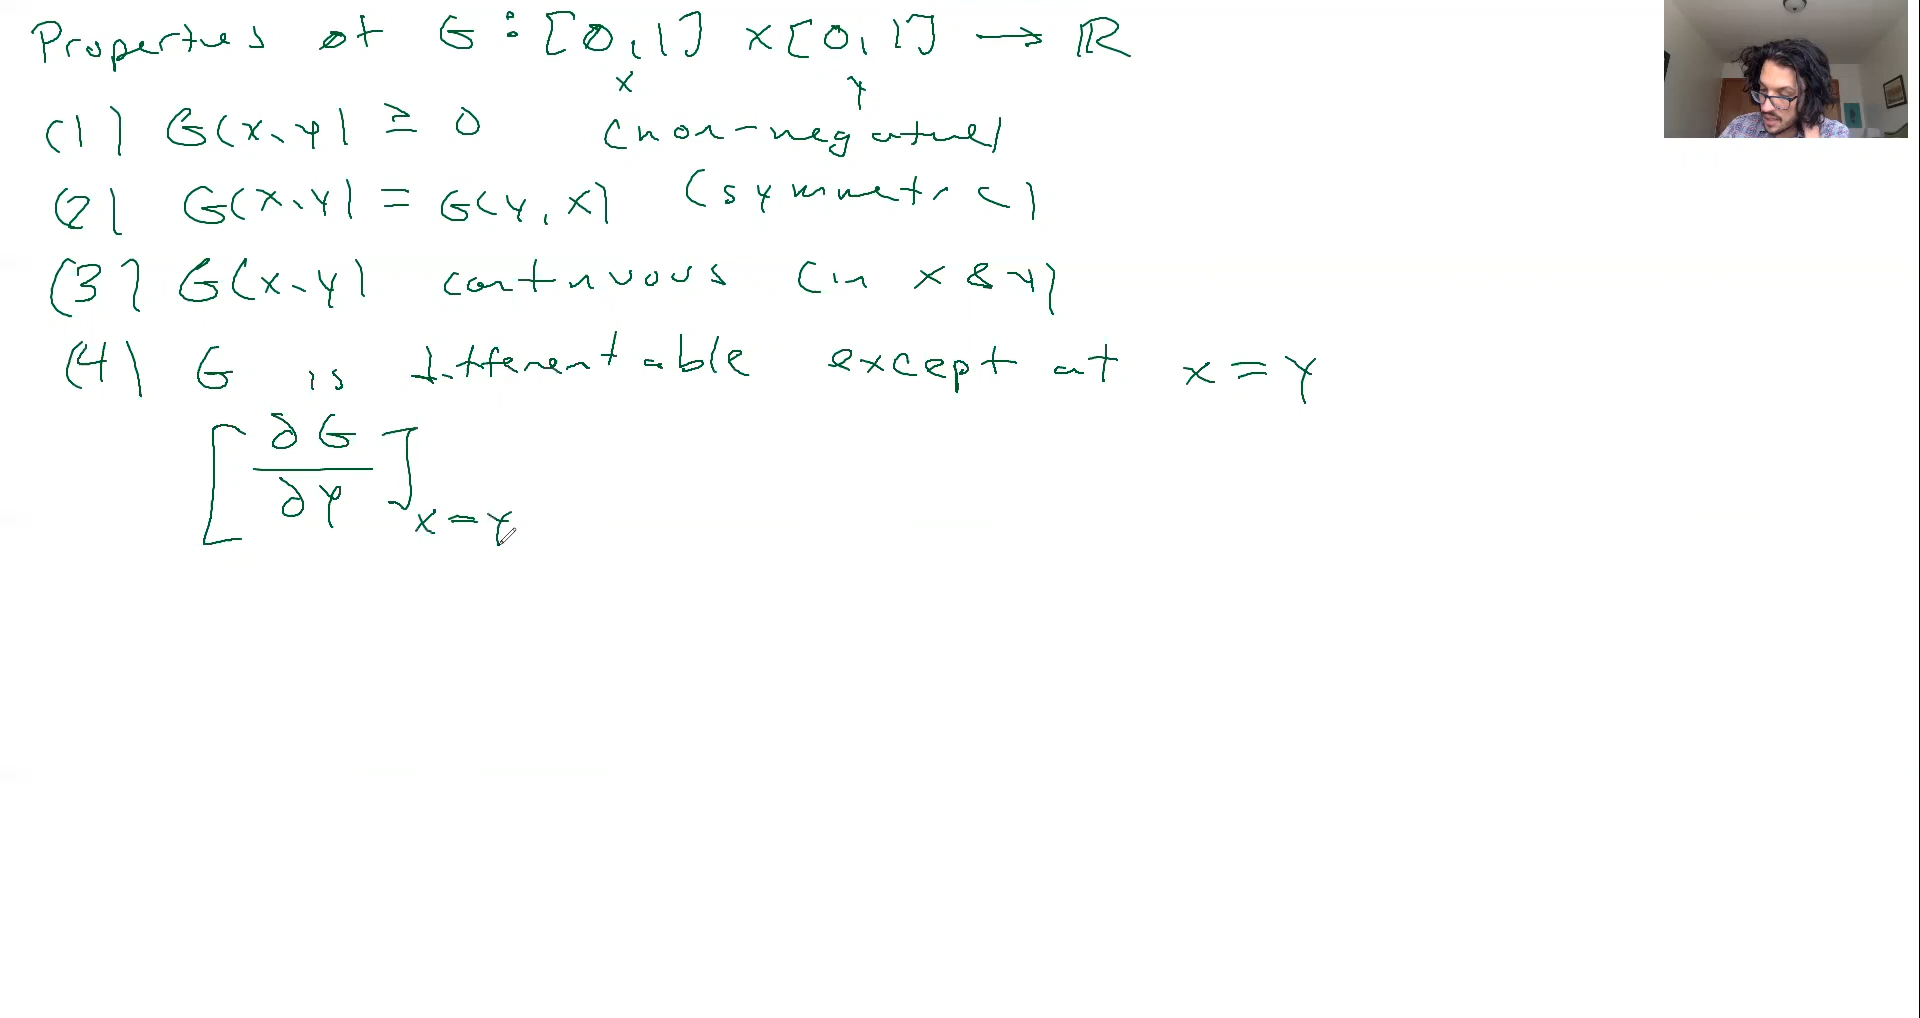 Properties of G : [0,1] x [0,1] → ℝ
x y
(1) G(x,y) ≥ 0 (non-negative)
(2) G(x,y) = G(y,x) (symmetric)
(3) G(x,y) continuous (in x & y)
(4) G is differentiable except at x = y
[∂G/∂y]_{x=y}